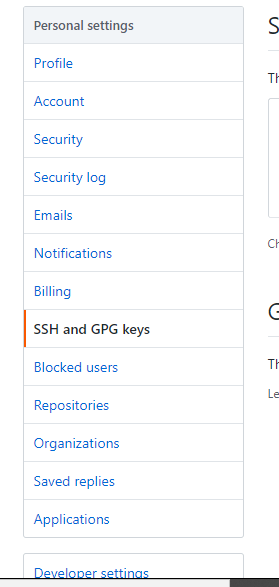 Personal settings
Profile
Account
Security
Security log
Emails
Notifications
Billing
SSH and GPG keys
Blocked users
Repositories
Organizations
Saved replies
Applications
Developer settings
S
Th
Ch
G
Th
Le